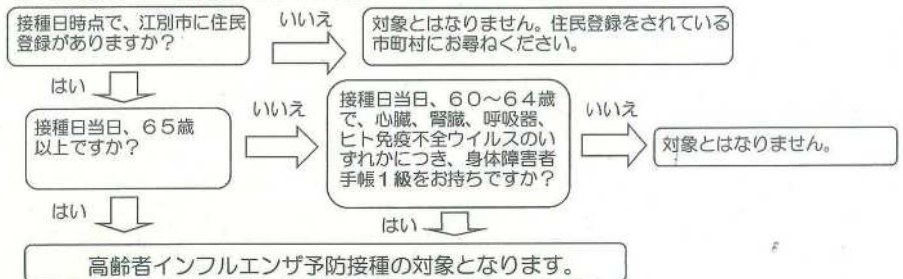 接種日時点で、江別市に住民
登録がありますか？
いいえ
対象とはなりません。住民登録をされている
市町村にお尋ねください。
はい
接種日当日、６５歳
以上ですか？
いいえ
接種日当日、６０～６４歳
で、心臓、腎臓、呼吸器、
ヒト免疫不全ウイルスのい
ずれかにつき、身体障害者
手帳１級をお持ちですか？
いいえ
対象とはなりません。
はい
はい
高齢者インフルエンザ予防接種の対象となります。